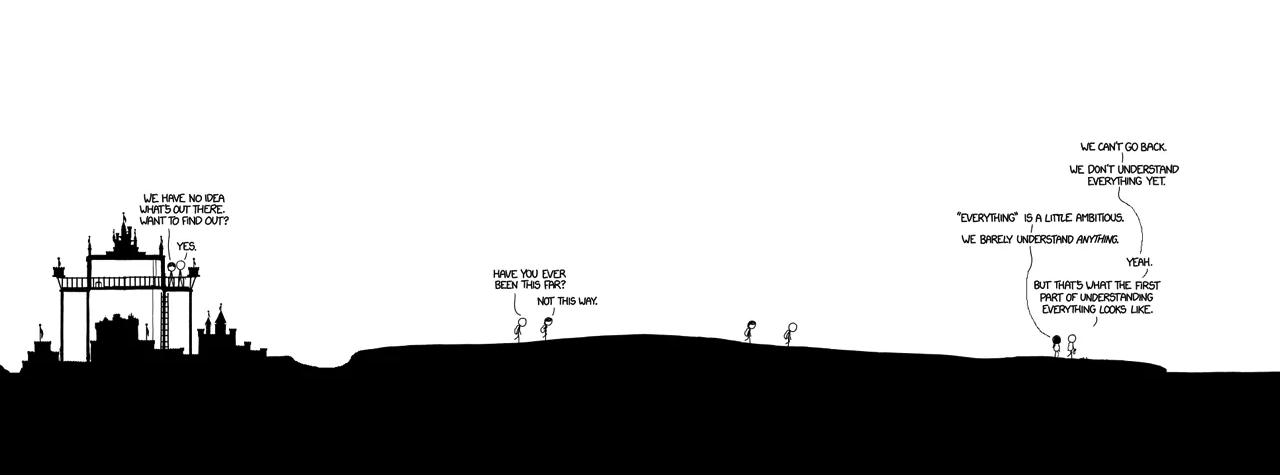 WE HAVE NO IDEA
WHAT'S OUT THERE.
WANT TO FIND OUT?
YES.
HAVE YOU EVER
BEEN THIS FAR?
NOT THIS WAY.
WE CAN'T GO BACK.
WE DON'T UNDERSTAND
EVERYTHING YET.
"EVERYTHING" IS A LITTLE AMBITIOUS.
WE BARELY UNDERSTAND ANYTHING.
YEAH.
BUT THAT'S WHAT THE FIRST
PART OF UNDERSTANDING
EVERYTHING LOOKS LIKE.